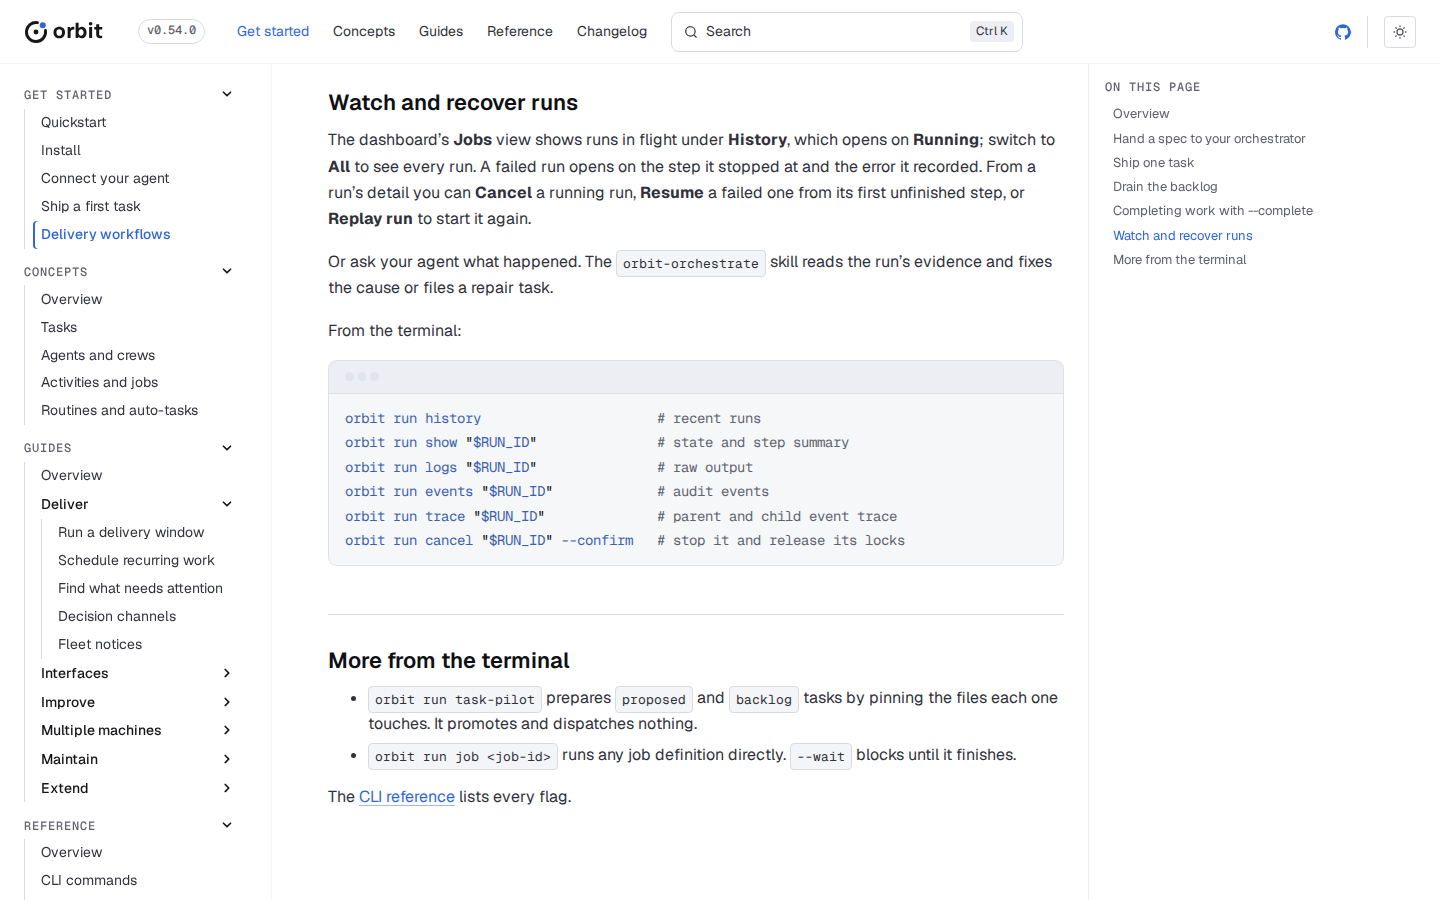 orbit
v0.54.0
Get started
Concepts
Guides
Reference
Changelog
Search
Ctrl K
GET STARTED
Quickstart
Install
Connect your agent
Ship a first task
Delivery workflows
CONCEPTS
Overview
Tasks
Agents and crews
Activities and jobs
Routines and auto-tasks
GUIDES
Overview
Deliver
Run a delivery window
Schedule recurring work
Find what needs attention
Decision channels
Fleet notices
Interfaces
Improve
Multiple machines
Maintain
Extend
REFERENCE
Overview
CLI commands
Watch and recover runs
The dashboard’s Jobs view shows runs in flight under History, which opens on Running; switch to
All to see every run. A failed run opens on the step it stopped at and the error it recorded. From a
run’s detail you can Cancel a running run, Resume a failed one from its first unfinished step, or
Replay run to start it again.
Or ask your agent what happened. The orbit-orchestrate skill reads the run’s evidence and fixes
the cause or files a repair task.
From the terminal:
orbit run history # recent runs
orbit run show "$RUN_ID" # state and step summary
orbit run logs "$RUN_ID" # raw output
orbit run events "$RUN_ID" # audit events
orbit run trace "$RUN_ID" # parent and child event trace
orbit run cancel "$RUN_ID" --confirm # stop it and release its locks
More from the terminal
• orbit run task-pilot prepares proposed and backlog tasks by pinning the files each one
touches. It promotes and dispatches nothing.
• orbit run job <job-id> runs any job definition directly. --wait blocks until it finishes.
The CLI reference lists every flag.
ON THIS PAGE
Overview
Hand a spec to your orchestrator
Ship one task
Drain the backlog
Completing work with --complete
Watch and recover runs
More from the terminal